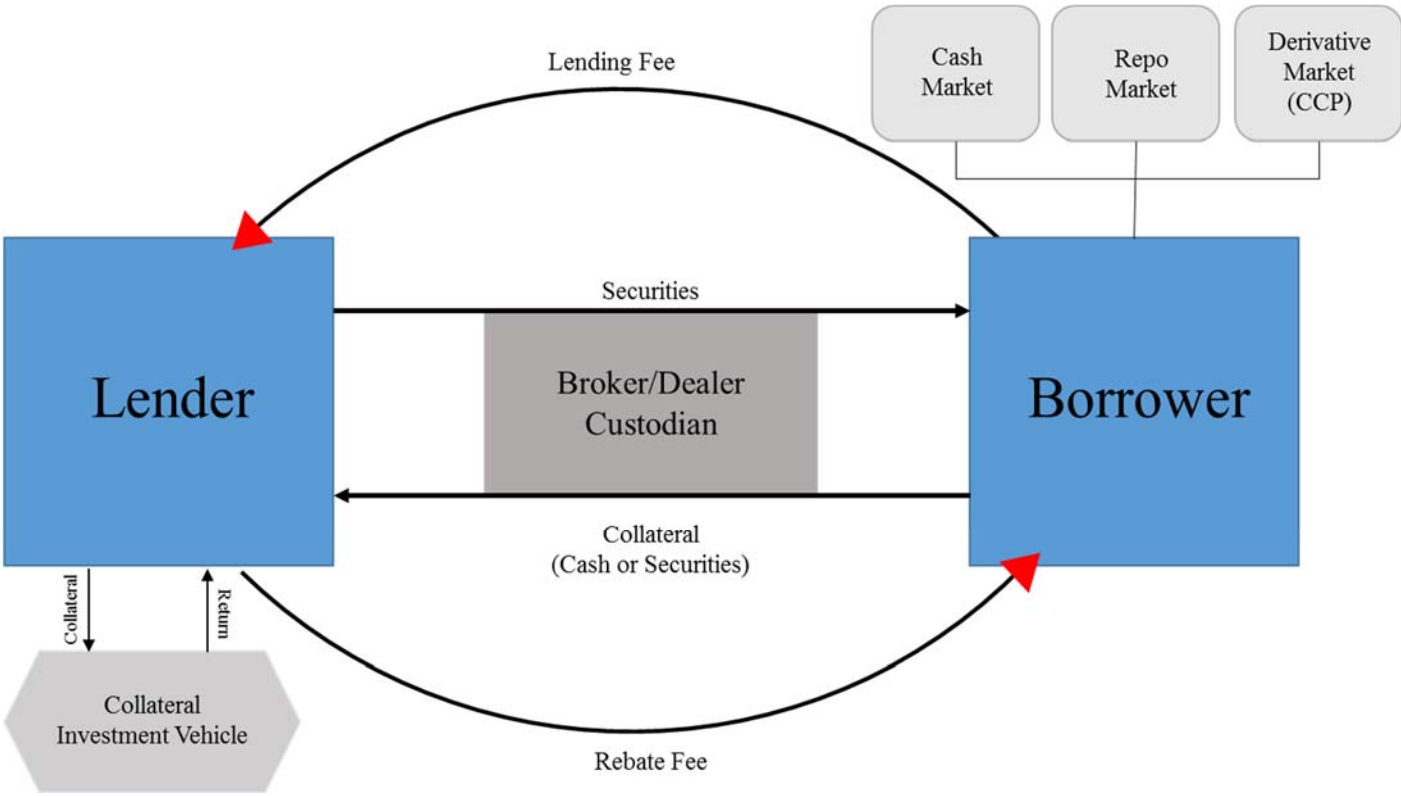 Lending Fee
Cash
Market
Repo
Market
Derivative
Market
(CCP)
Securities
Lender
Broker/Dealer
Custodian
Borrower
Collateral
(Cash or Securities)
Collateral
Return
Collateral
Investment Vehicle
Rebate Fee